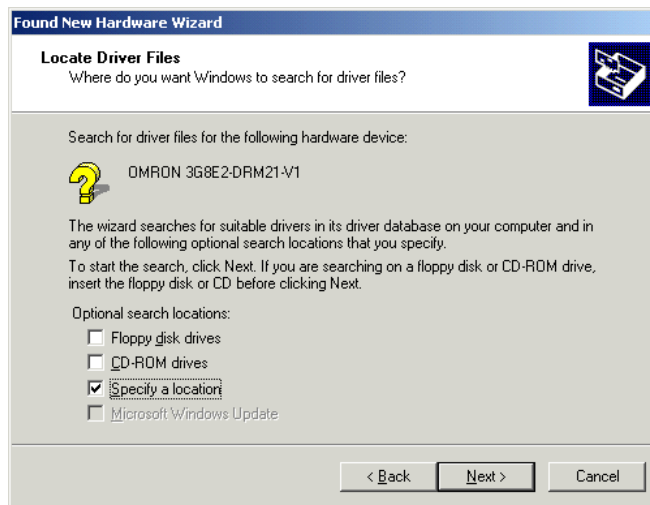 Found New Hardware Wizard
Locate Driver Files
Where do you want Windows to search for driver files?
Search for driver files for the following hardware device:
OMRON 3G8E2-DRM21-V1
The wizard searches for suitable drivers in its driver database on your computer and in
any of the following optional search locations that you specify.
To start the search, click Next. If you are searching on a floppy disk or CD-ROM drive,
insert the floppy disk or CD before clicking Next.
Optional search locations:
Floppy disk drives
CD-ROM drives
Specify a location
Microsoft Windows Update
< Back
Next >
Cancel